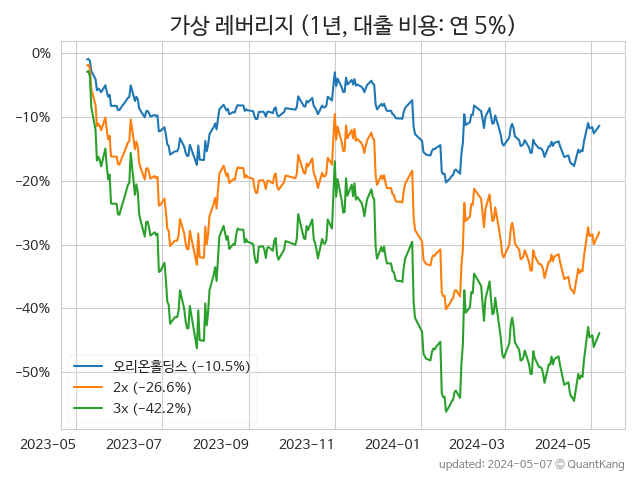 가상 레버리지 (1년, 대출 비용: 연 5%)
0%
−10%
−20%
−30%
−40%
−50%
오리온홀딩스 (−10.5%)
2x (−26.6%)
3x (−42.2%)
2023-05 2023-07 2023-09 2023-11 2024-01 2024-03 2024-05
updated: 2024-05-07 © QuantKang